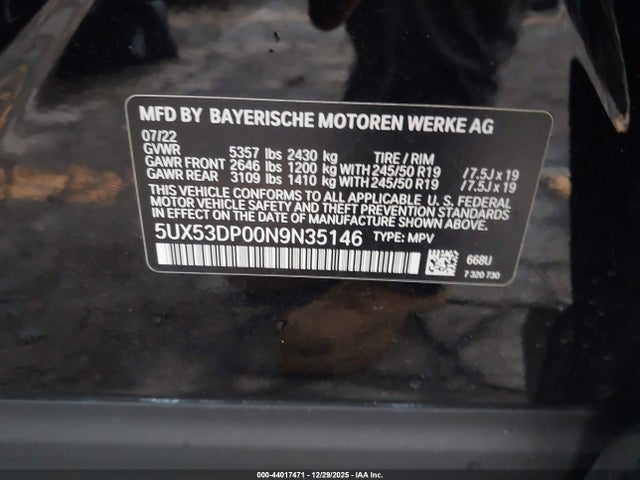 MFD BY BAYERISCHE MOTOREN WERKE AG
07/22
GVWR 5357 lbs 2430 kg TIRE / RIM
GAWR FRONT 2646 lbs 1200 kg WITH 245/50 R19 / 7.5J x 19
GAWR REAR 3109 lbs 1410 kg WITH 245/50 R19 / 7.5J x 19
THIS VEHICLE CONFORMS TO ALL APPLICABLE U. S. FEDERAL
MOTOR VEHICLE SAFETY AND THEFT PREVENTION STANDARDS
IN EFFECT ON THE DATE OF MANUFACTURE SHOWN ABOVE.
5UX53DP00N9N35146 TYPE: MPV
668U
7 320 730
000-44017471 - 12/29/2025 - IAAI Inc.